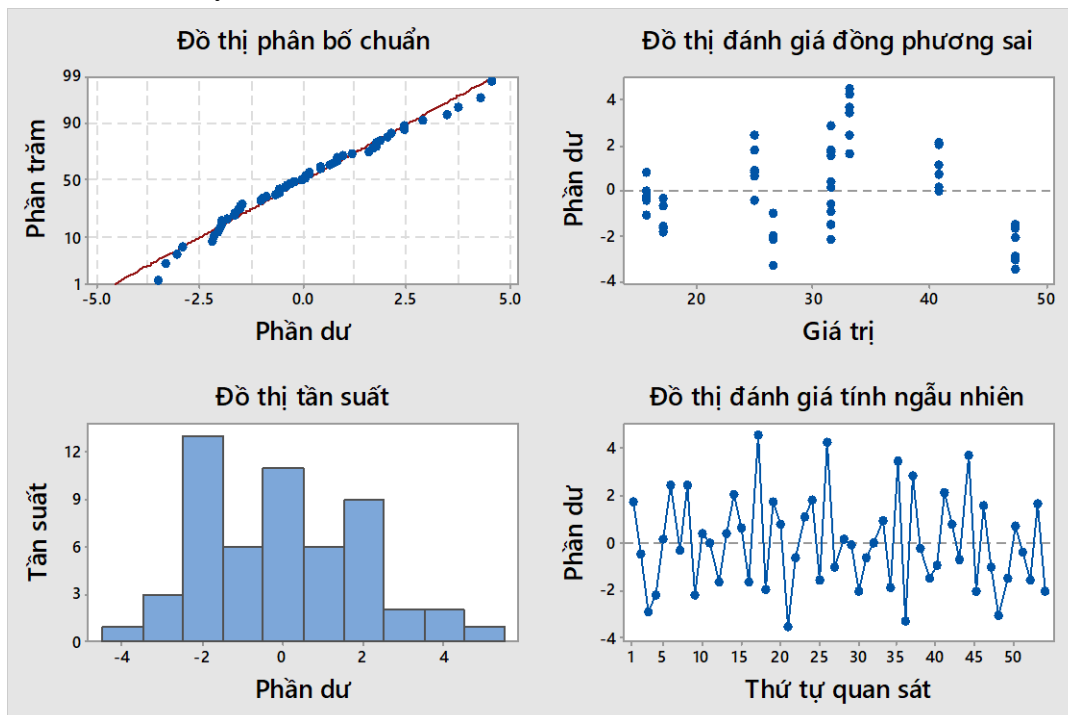 Đồ thị phân bố chuẩn
99
90
50
10
1
Phần trăm
-5.0 -2.5 0.0 2.5 5.0
Phần dư
Đồ thị đánh giá đồng phương sai
4
2
0
-2
-4
Phần dư
20 30 40 50
Giá trị
Đồ thị tần suất
12
9
6
3
0
Tần suất
-4 -2 0 2 4
Phần dư
Đồ thị đánh giá tính ngẫu nhiên
4
2
0
-2
-4
Phần dư
1 5 10 15 20 25 30 35 40 45 50
Thứ tự quan sát